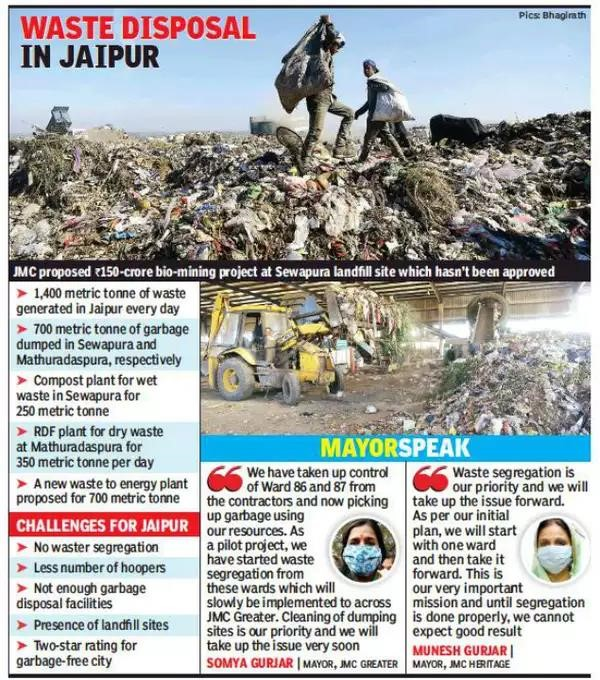 WASTE DISPOSAL
IN JAIPUR
Pics: Bhagirath
JMC proposed ₹150-crore bio-mining project at Sewapura landfill site which hasn't been approved
➤ 1,400 metric tonne of waste
generated in Jaipur every day
➤ 700 metric tonne of garbage
dumped in Sewapura and
Mathuradaspura, respectively
➤ Compost plant for wet
waste in Sewapura for
250 metric tonne
➤ RDF plant for dry waste
at Mathuradaspura for
350 metric tonne per day
➤ A new waste to energy plant
proposed for 700 metric tonne
CHALLENGES FOR JAIPUR
➤ No waster segregation
➤ Less number of hoopers
➤ Not enough garbage
disposal facilities
➤ Presence of landfill sites
➤ Two-star rating for
garbage-free city
MAYORSPEAK
“We have taken up control
of Ward 86 and 87 from
the contractors and now picking
up garbage using
our resources. As
a pilot project, we
have started waste
segregation from
these wards which will
slowly be implemented to across
JMC Greater. Cleaning of dumping
sites is our priority and we will
take up the issue very soon
SOMYA GURJAR | MAYOR, JMC GREATER
“Waste segregation is
our priority and we will
take up the issue forward.
As per our initial
plan, we will start
with one ward
and then take it
forward. This is
our very important
mission and until segregation
is done properly, we cannot
expect good result
MUNESH GURJAR |
MAYOR, JMC HERITAGE